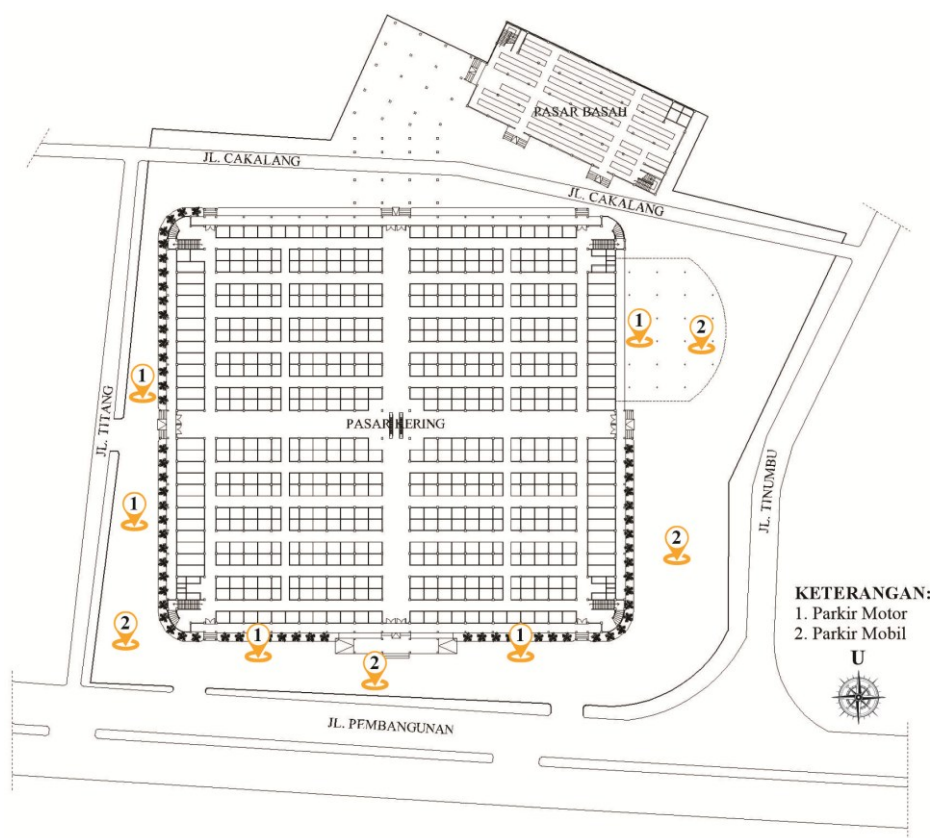 PASAR BASAH
JL. CAKALANG
JL. CAKALANG
1
2
1
JL. TITANG
PASAR KERING
JL. TINUMBU
1
2
KETERANGAN:
1. Parkir Motor
2. Parkir Mobil
2
1
1
U
2
JL. PEMBANGUNAN